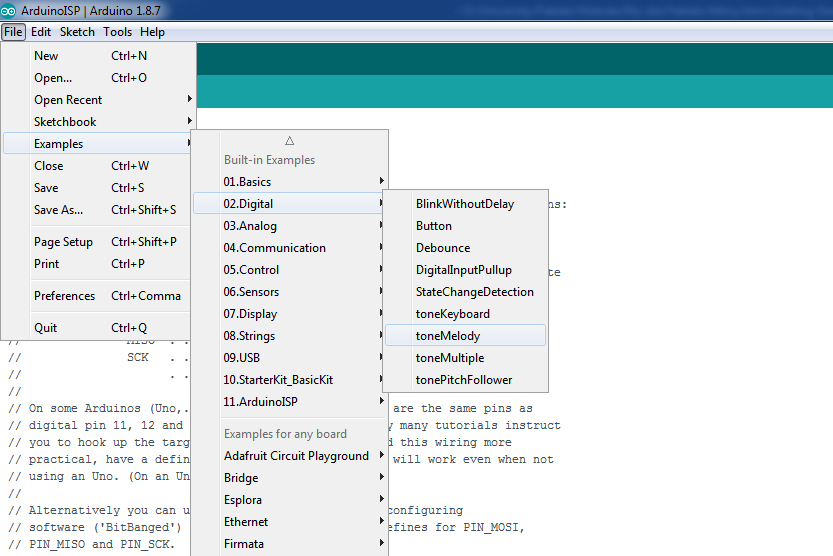 ArduinoISP | Arduino 1.8.7
File Edit Sketch Tools Help
New Ctrl+N
Open... Ctrl+O
Open Recent
Sketchbook
Examples
Close Ctrl+W
Save Ctrl+S
Save As... Ctrl+Shift+S
Page Setup Ctrl+Shift+P
Print Ctrl+P
Preferences Ctrl+Comma
Quit Ctrl+Q
Built-in Examples
01.Basics
02.Digital
03.Analog
04.Communication
05.Control
06.Sensors
07.Display
08.Strings
09.USB
10.StarterKit_BasicKit
11.ArduinoISP
Examples for any board
Adafruit Circuit Playground
Bridge
Esplora
Ethernet
Firmata
BlinkWithoutDelay
Button
Debounce
DigitalInputPullup
StateChangeDetection
toneKeyboard
toneMelody
toneMultiple
tonePitchFollower
// MISO . .
// SCK . .
// . .
//
// On some Arduinos (Uno,. are the same pins as
// digital pin 11, 12 and many tutorials instruct
// you to hook up the targ this wiring more
// practical, have a defin will work even when not
// using an Uno. (On an Un
//
// Alternatively you can u configuring
// software ('BitBanged') efines for PIN_MOSI,
// PIN_MISO and PIN_SCK.